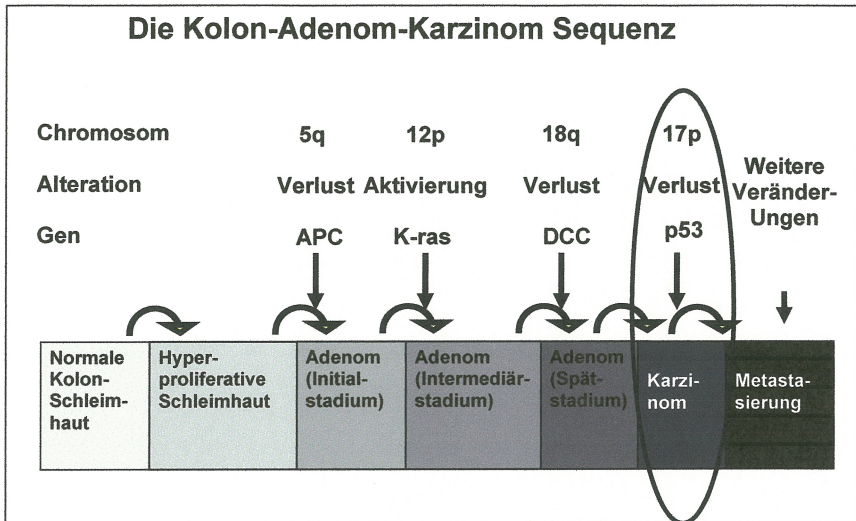 Die Kolon-Adenom-Karzinom Sequenz
Chromosom 5q 12p 18q 17p
Alteration Verlust Aktivierung Verlust Verlust
Gen APC K-ras DCC p53
Weitere
Veränder-
Ungen
Normale
Kolon-
Schleim-
haut
Hyper-
proliferative
Schleimhaut
Adenom
(Initial-
stadium)
Adenom
(Intermediär-
stadium)
Adenom
(Spät-
stadium)
Karzi-
nom
Metasta-
sierung